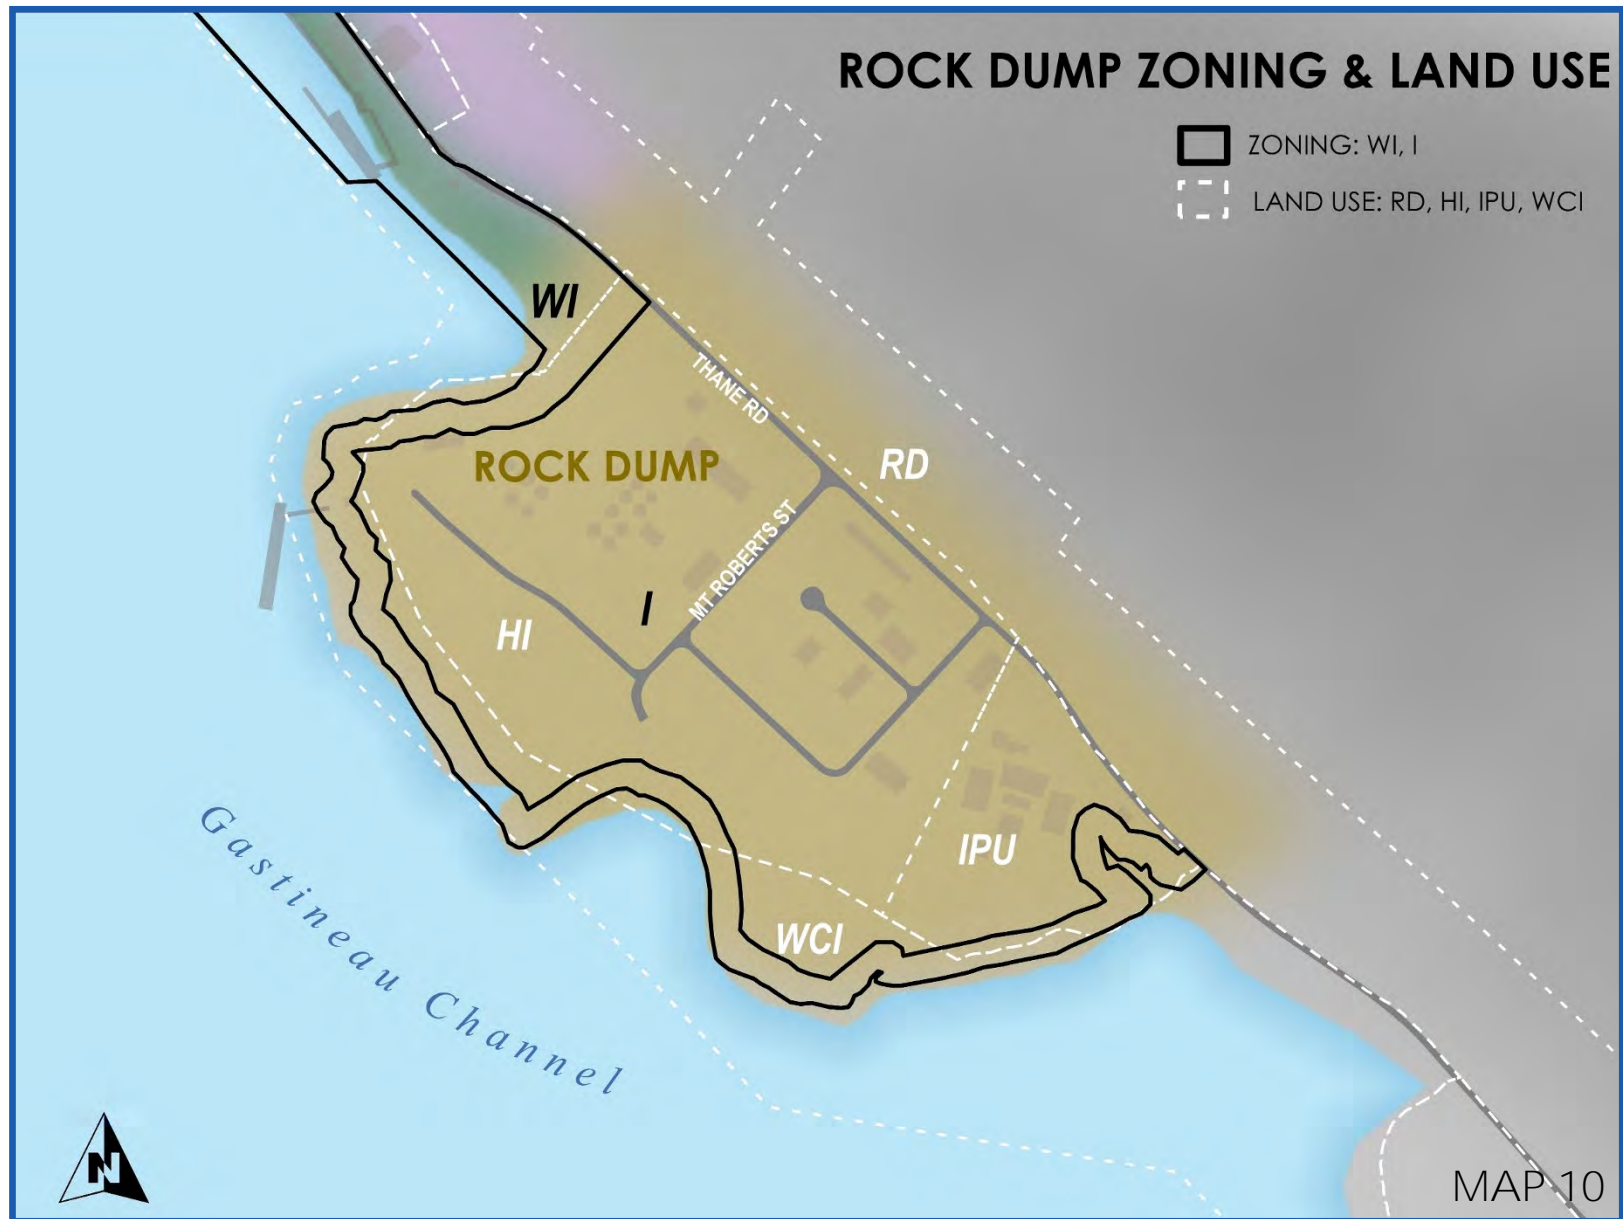 ROCK DUMP ZONING & LAND USE
ZONING: WI, I
LAND USE: RD, HI, IPU, WCI
WI
THANE RD
ROCK DUMP
RD
MT ROBERTS ST
I
HI
IPU
WCI
Gastineau Channel
N
MAP 10